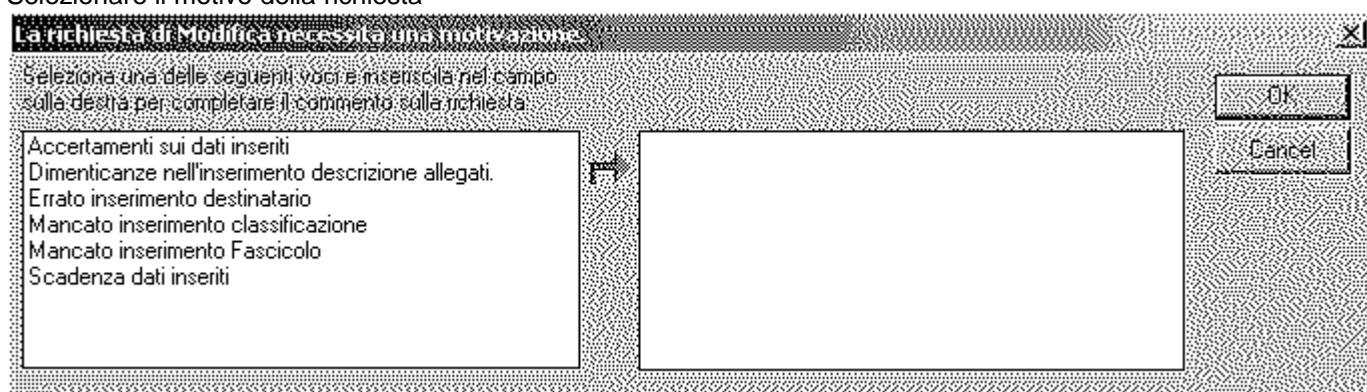 Selezionare il motivo della richiesta
La richiesta di Modifica necessita una motivazione.
Seleziona una delle seguenti voci e inseriscila nel campo
sulla destra per completare il commento sulla richiesta.
OK
Cancel
Accertamenti sui dati inseriti
Dimenticanze nell'inserimento descrizione allegati.
Errato inserimento destinatario
Mancato inserimento classificazione
Mancato inserimento Fascicolo
Scadenza dati inseriti